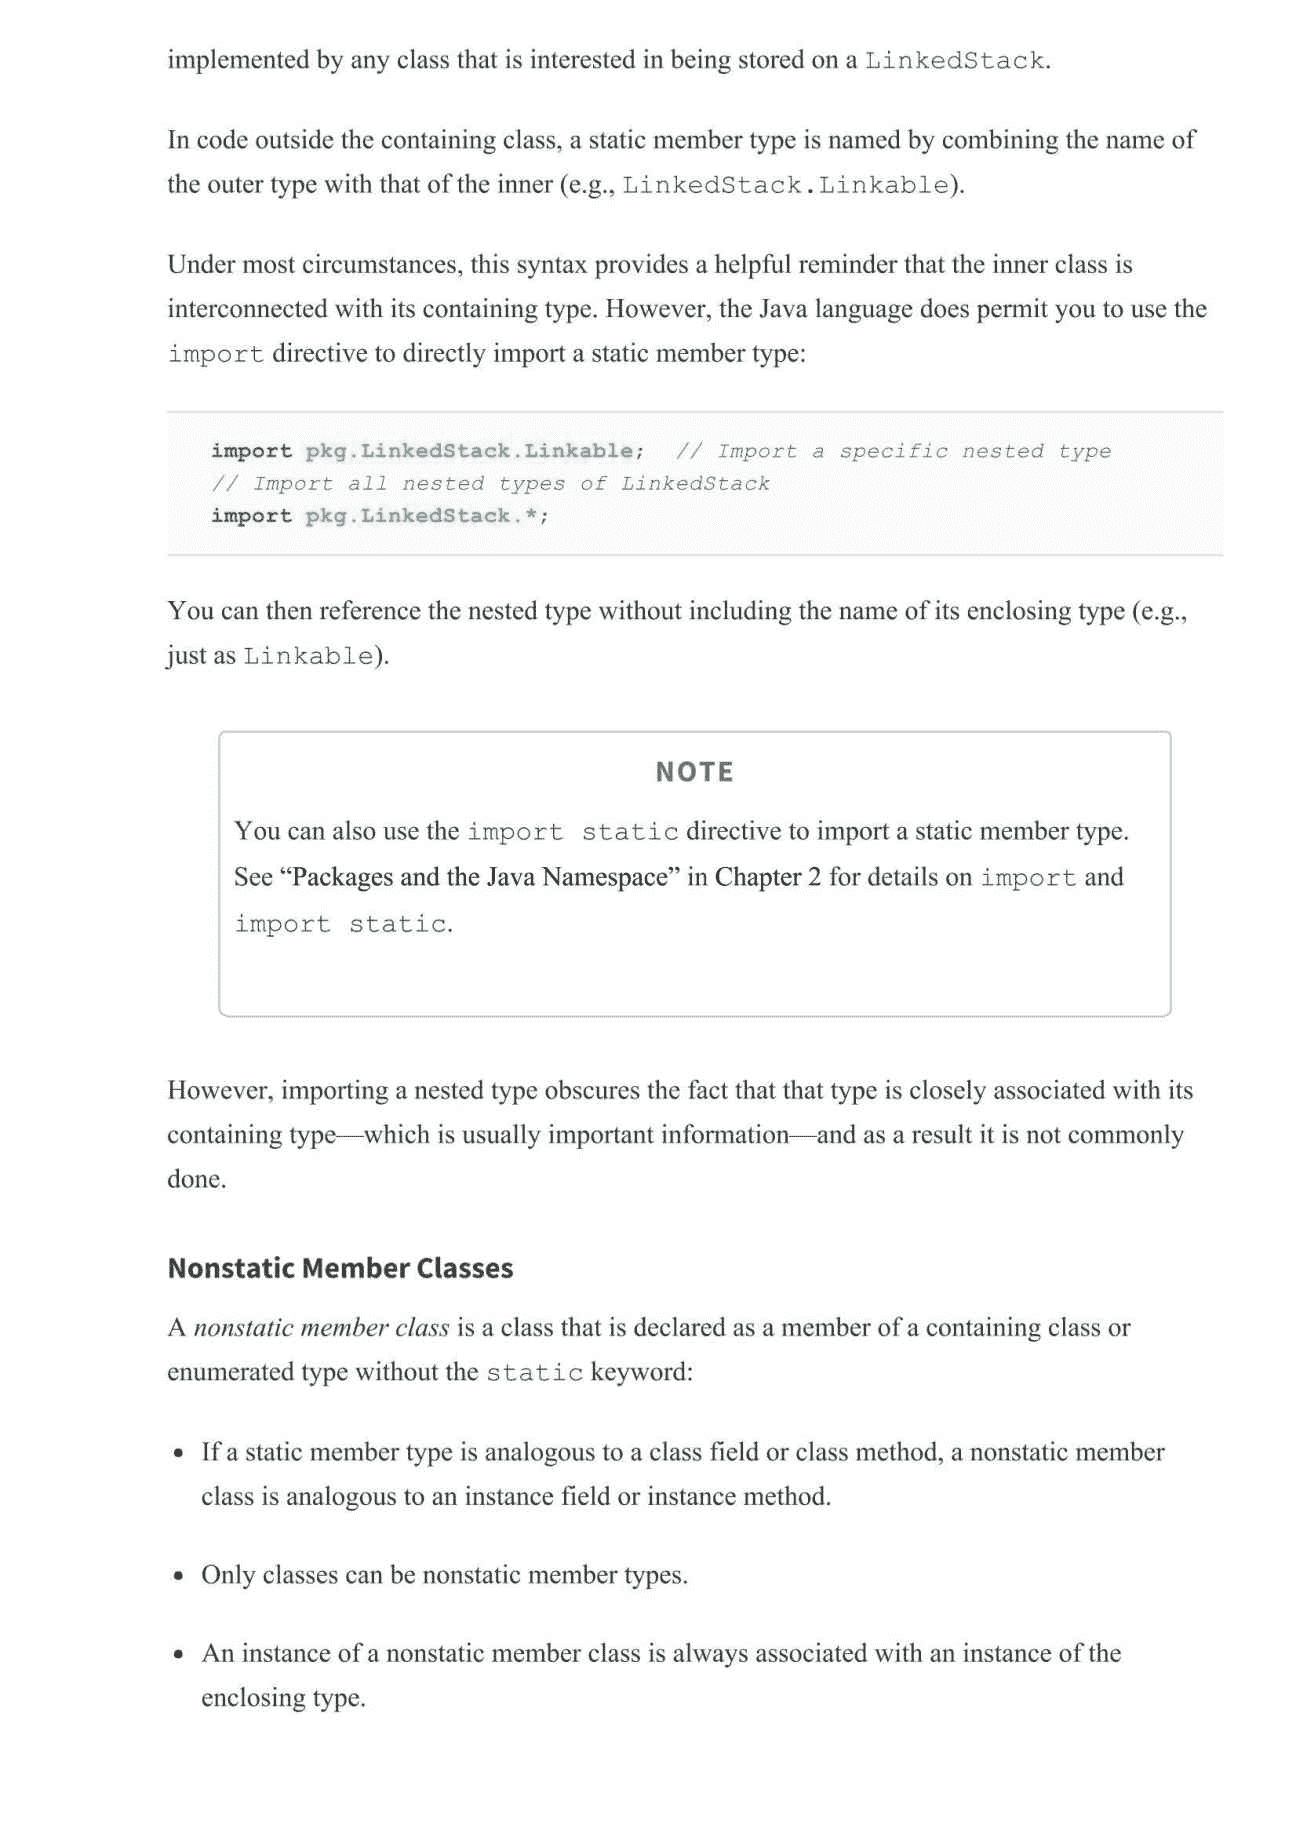 implemented by any class that is interested in being stored on a LinkedStack.
In code outside the containing class, a static member type is named by combining the name of
the outer type with that of the inner (e.g., LinkedStack.Linkable).
Under most circumstances, this syntax provides a helpful reminder that the inner class is
interconnected with its containing type. However, the Java language does permit you to use the
import directive to directly import a static member type:
import pkg.LinkedStack.Linkable;  // Import a specific nested type
// Import all nested types of LinkedStack
import pkg.LinkedStack.*;
You can then reference the nested type without including the name of its enclosing type (e.g.,
just as Linkable).
NOTE
You can also use the import static directive to import a static member type.
See “Packages and the Java Namespace” in Chapter 2 for details on import and
import static.
However, importing a nested type obscures the fact that that type is closely associated with its
containing type—which is usually important information—and as a result it is not commonly
done.
Nonstatic Member Classes
A nonstatic member class is a class that is declared as a member of a containing class or
enumerated type without the static keyword:
• If a static member type is analogous to a class field or class method, a nonstatic member
class is analogous to an instance field or instance method.
• Only classes can be nonstatic member types.
• An instance of a nonstatic member class is always associated with an instance of the
enclosing type.